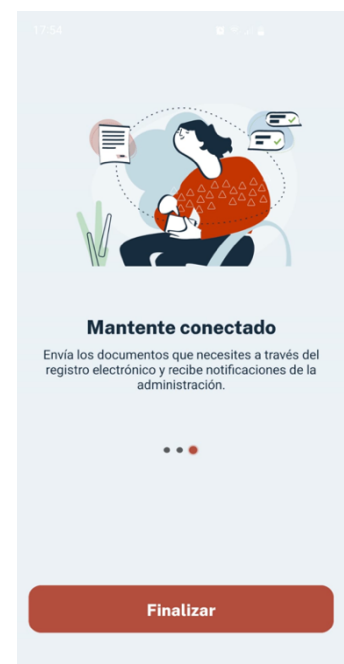 17:54
Mantente conectado
Envía los documentos que necesites a través del
registro electrónico y recibe notificaciones de la
administración.
Finalizar